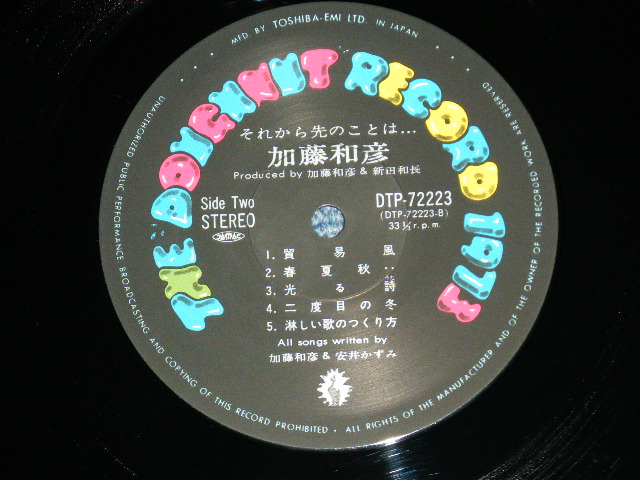 MFD BY TOSHIBA-EMI LTD. IN JAPAN
THE DOUGHNUT RECORD
それから先のことは…
加藤和彦
Produced by 加藤和彦 & 新田和長
Side Two
STEREO
DTP-72223
(DTP-72223-B)
33⅓ r.p.m.
1. 貿易風
2. 春夏秋‥
3. 光る詩
4. 二度目の冬
5. 淋しい歌のつくり方
All songs written by
加藤和彦 & 安井かずみ
UNAUTHORIZED PUBLIC PERFORMANCE BROADCASTING AND COPYING OF THIS RECORD PROHIBITED • ALL RIGHTS OF THE MANUFACTURER AND OF THE OWNER OF THE RECORDED WORK ARE RESERVED